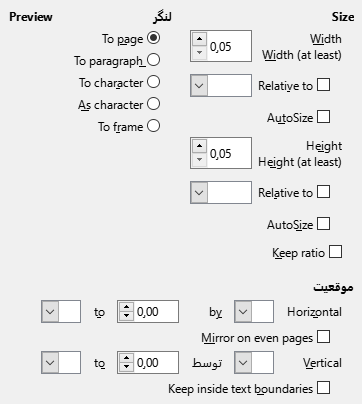 Size
لنگر
Preview
Width
Width (at least)
0,05
Relative to
AutoSize
Height
Height (at least)
0,05
Relative to
AutoSize
Keep ratio
To page
To paragraph
To character
As character
To frame
موقعیت
Horizontal by 0,00 to
Mirror on even pages
Vertical توسط 0,00 to
Keep inside text boundaries